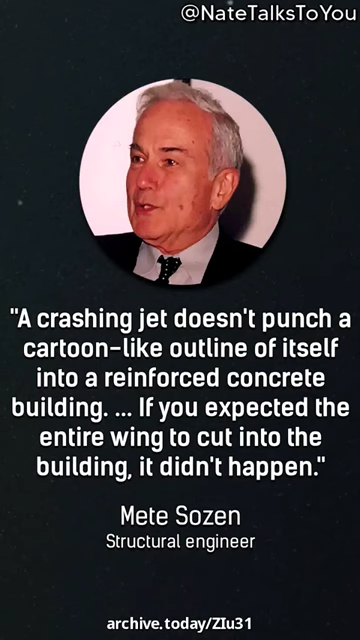 @NateTalksToYou
"A crashing jet doesn't punch a
cartoon-like outline of itself
into a reinforced concrete
building. ... If you expected the
entire wing to cut into the
building, it didn't happen."
Mete Sozen
Structural engineer
archive.today/ZIu31